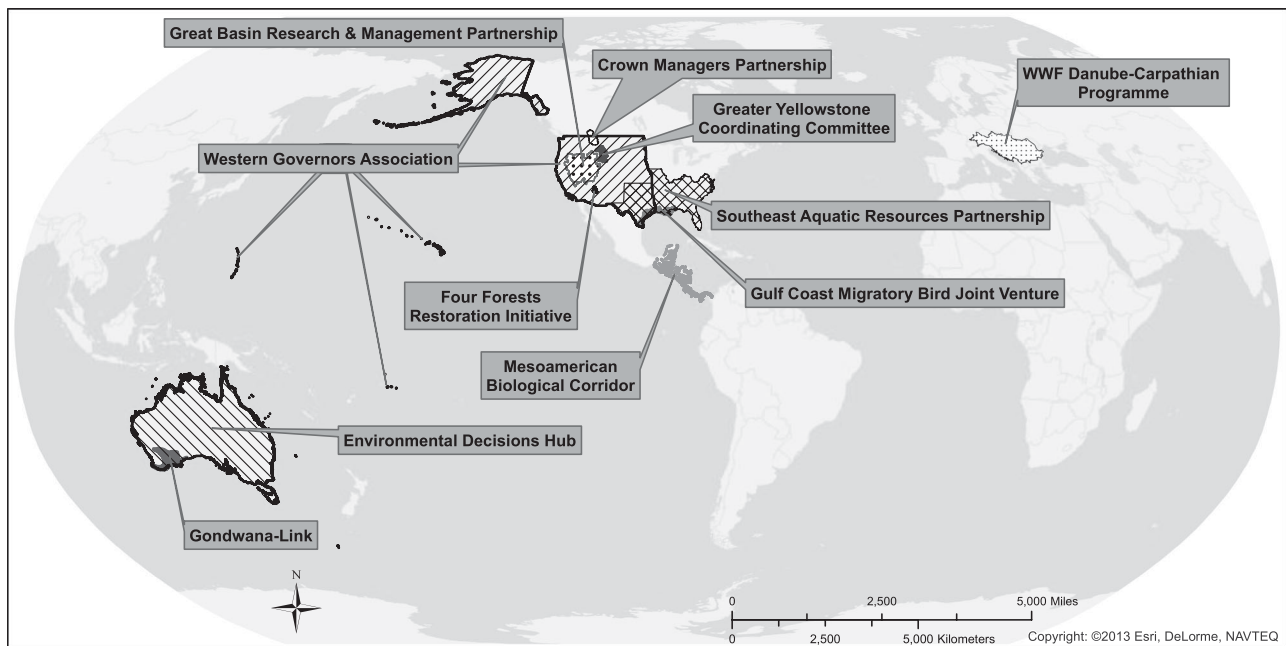 Great Basin Research & Management Partnership
Crown Managers Partnership
WWF Danube-Carpathian
Programme
Greater Yellowstone
Coordinating Committee
Western Governors Association
Southeast Aquatic Resources Partnership
Four Forests
Restoration Initiative
Gulf Coast Migratory Bird Joint Venture
Mesoamerican
Biological Corridor
Environmental Decisions Hub
Gondwana-Link
N
0 2,500 5,000 Miles
0 2,500 5,000 Kilometers
Copyright: ©2013 Esri, DeLorme, NAVTEQ